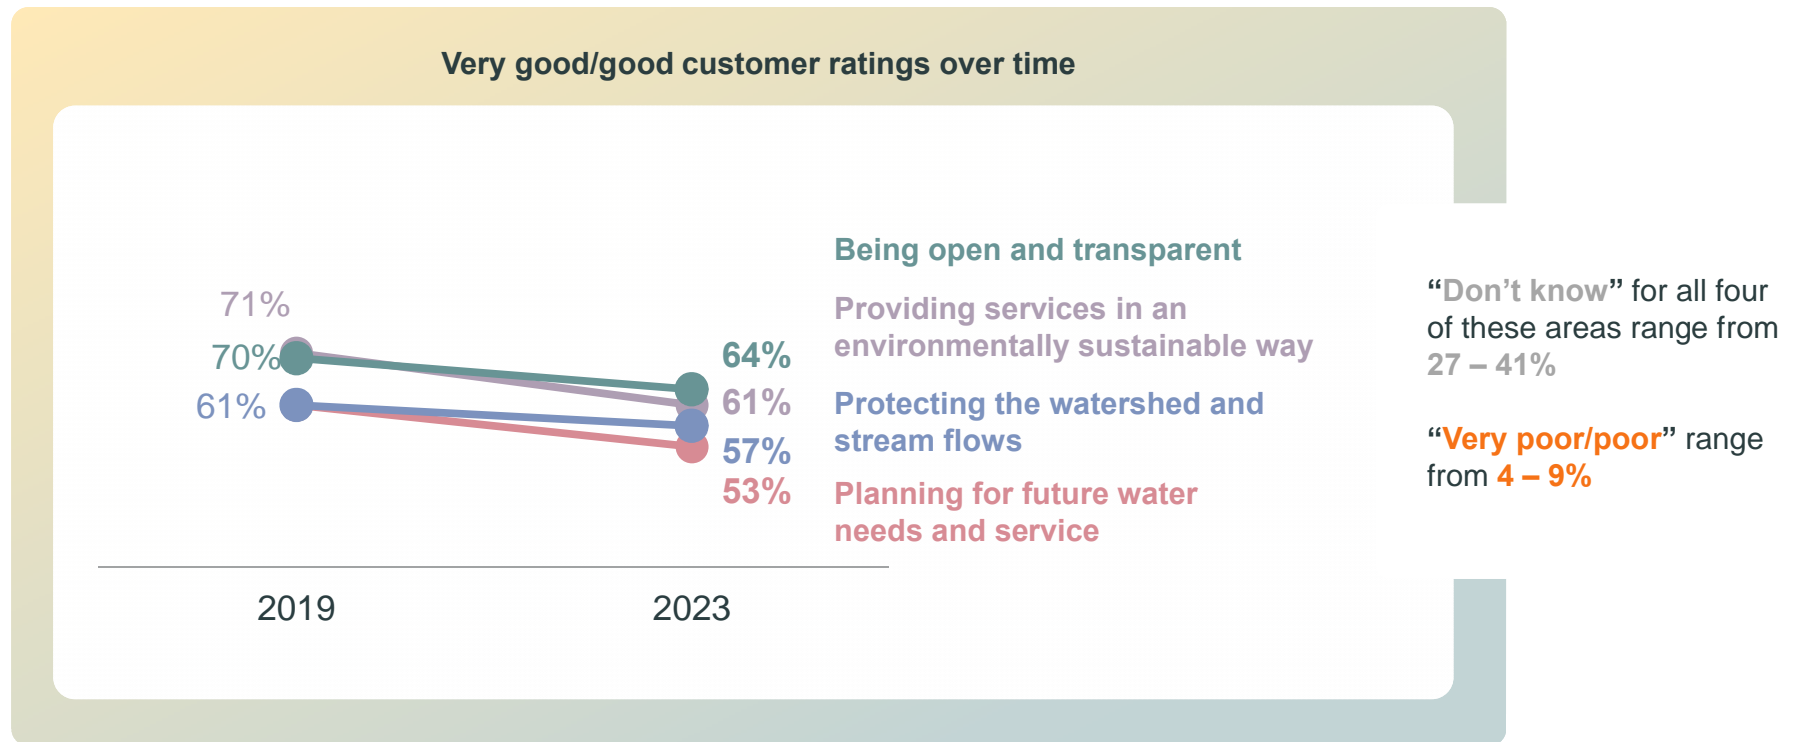 Very good/good customer ratings over time
71%
70%
61%
64%
61%
57%
53%
Being open and transparent
Providing services in an
environmentally sustainable way
Protecting the watershed and
stream flows
Planning for future water
needs and service
2019
2023
“Don’t know” for all four
of these areas range from
27 – 41%
“Very poor/poor” range
from 4 – 9%